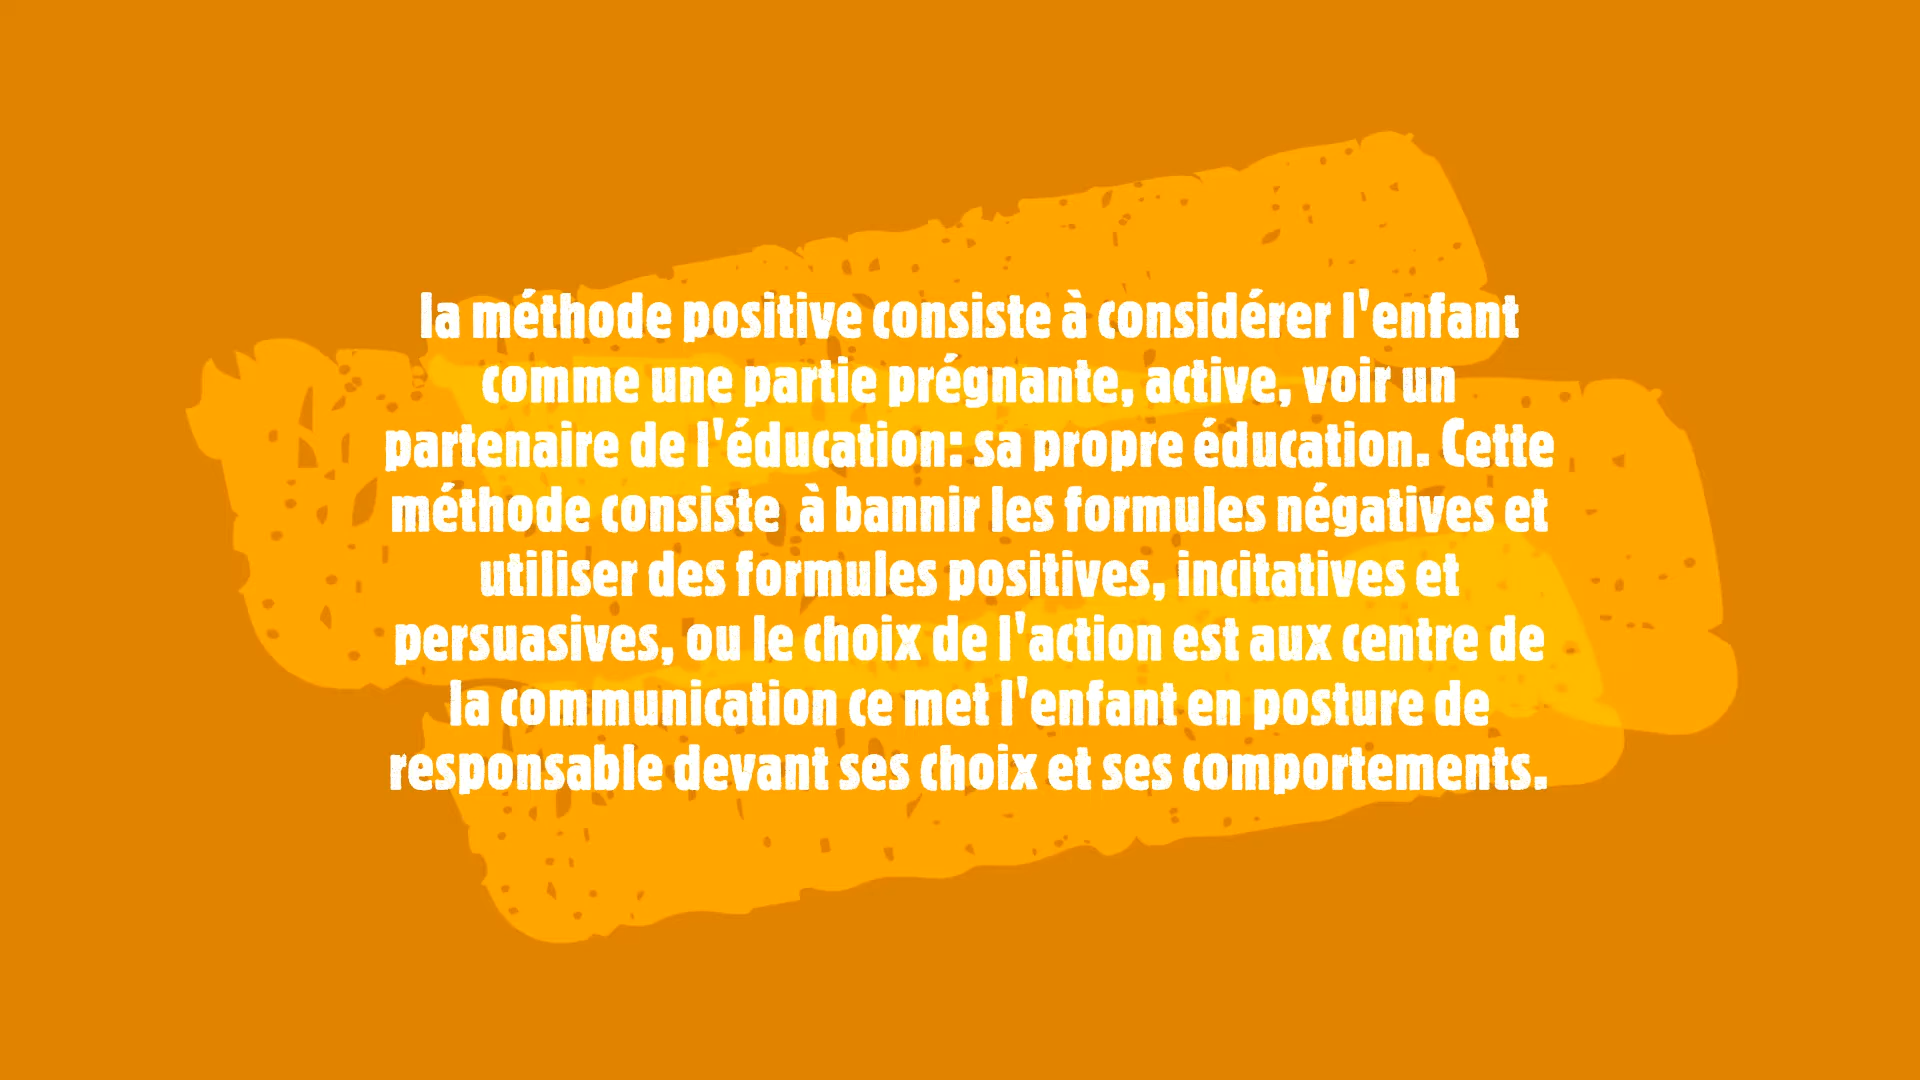 la méthode positive consiste à considérer l'enfant
comme une partie prégnante, active, voir un
partenaire de l'éducation: sa propre éducation. Cette
méthode consiste  à bannir les formules négatives et
utiliser des formules positives, incitatives et
persuasives, ou le choix de l'action est aux centre de
la communication ce met l'enfant en posture de
responsable devant ses choix et ses comportements.